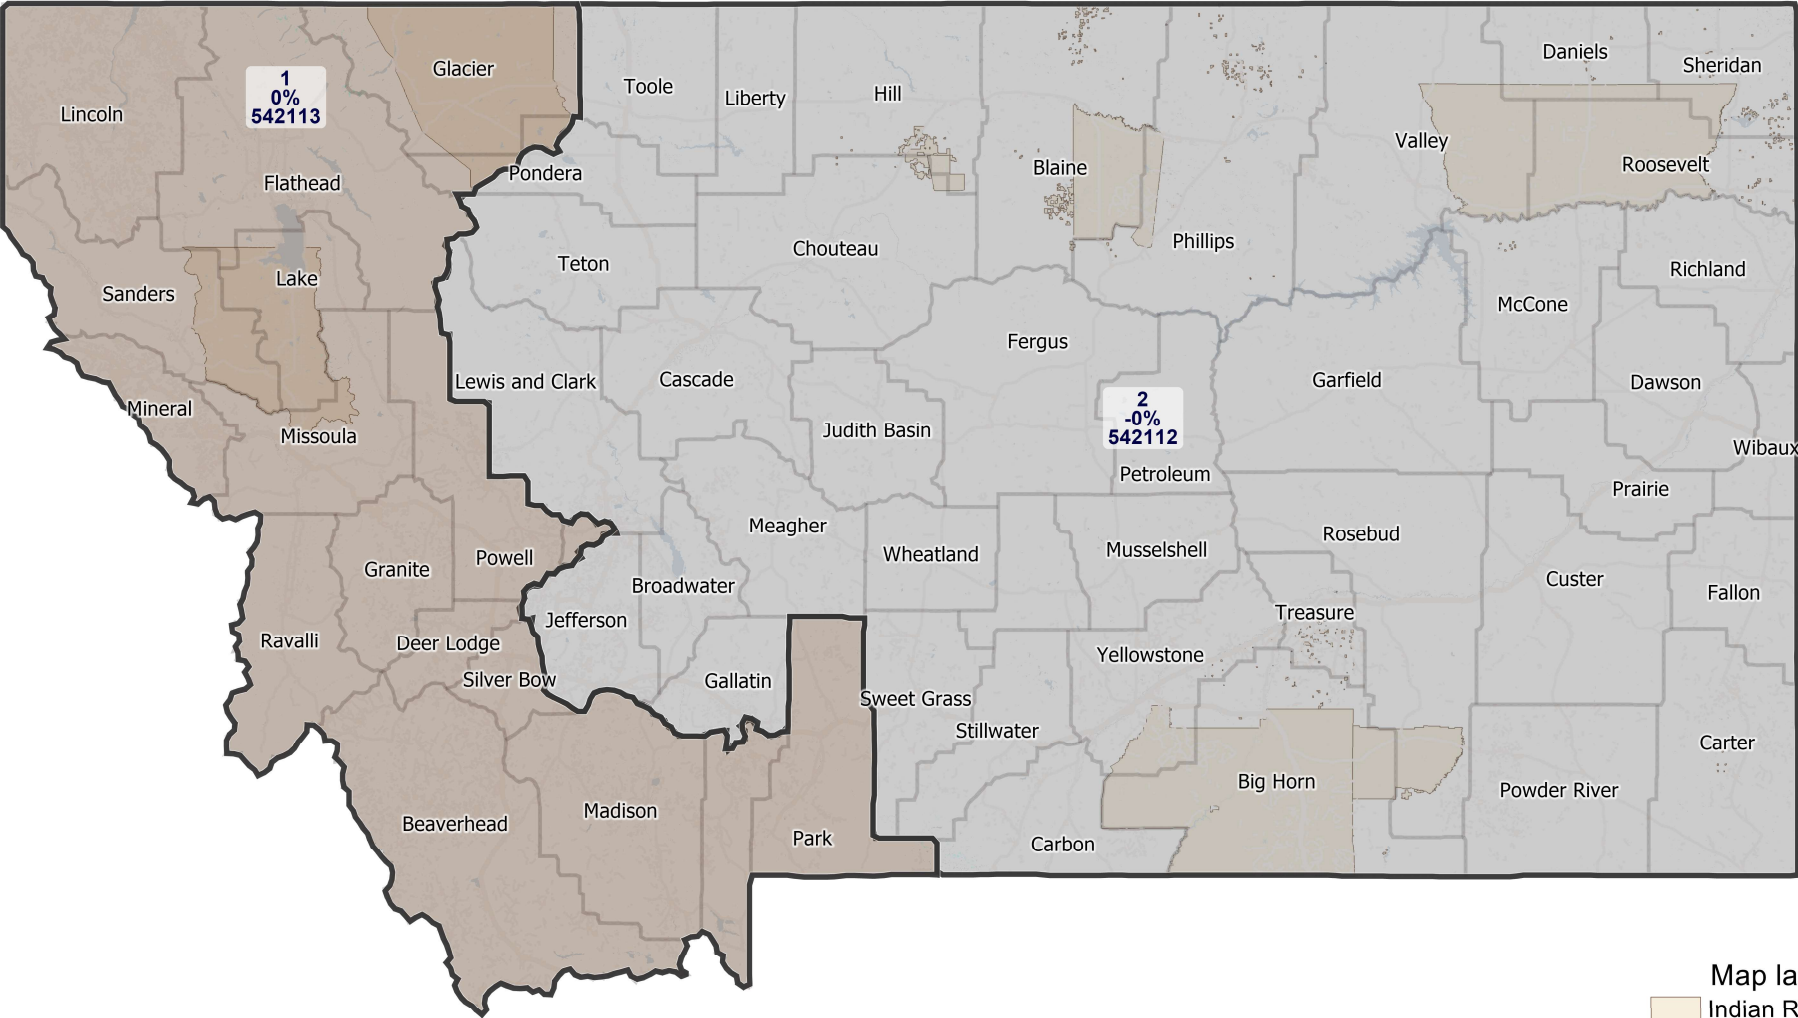 Daniels
Sheridan
Glacier
1
0%
542113
Toole
Liberty
Hill
Lincoln
Valley
Roosevelt
Blaine
Pondera
Flathead
Phillips
Chouteau
Teton
Richland
Lake
Sanders
McCone
Fergus
Lewis and Clark
Cascade
Garfield
Dawson
2
-0%
542112
Mineral
Missoula
Judith Basin
Wibaux
Petroleum
Prairie
Meagher
Rosebud
Wheatland
Musselshell
Powell
Granite
Broadwater
Custer
Fallon
Treasure
Jefferson
Ravalli
Deer Lodge
Yellowstone
Silver Bow
Gallatin
Sweet Grass
Stillwater
Carter
Big Horn
Powder River
Madison
Beaverhead
Park
Carbon
Map la
Indian R